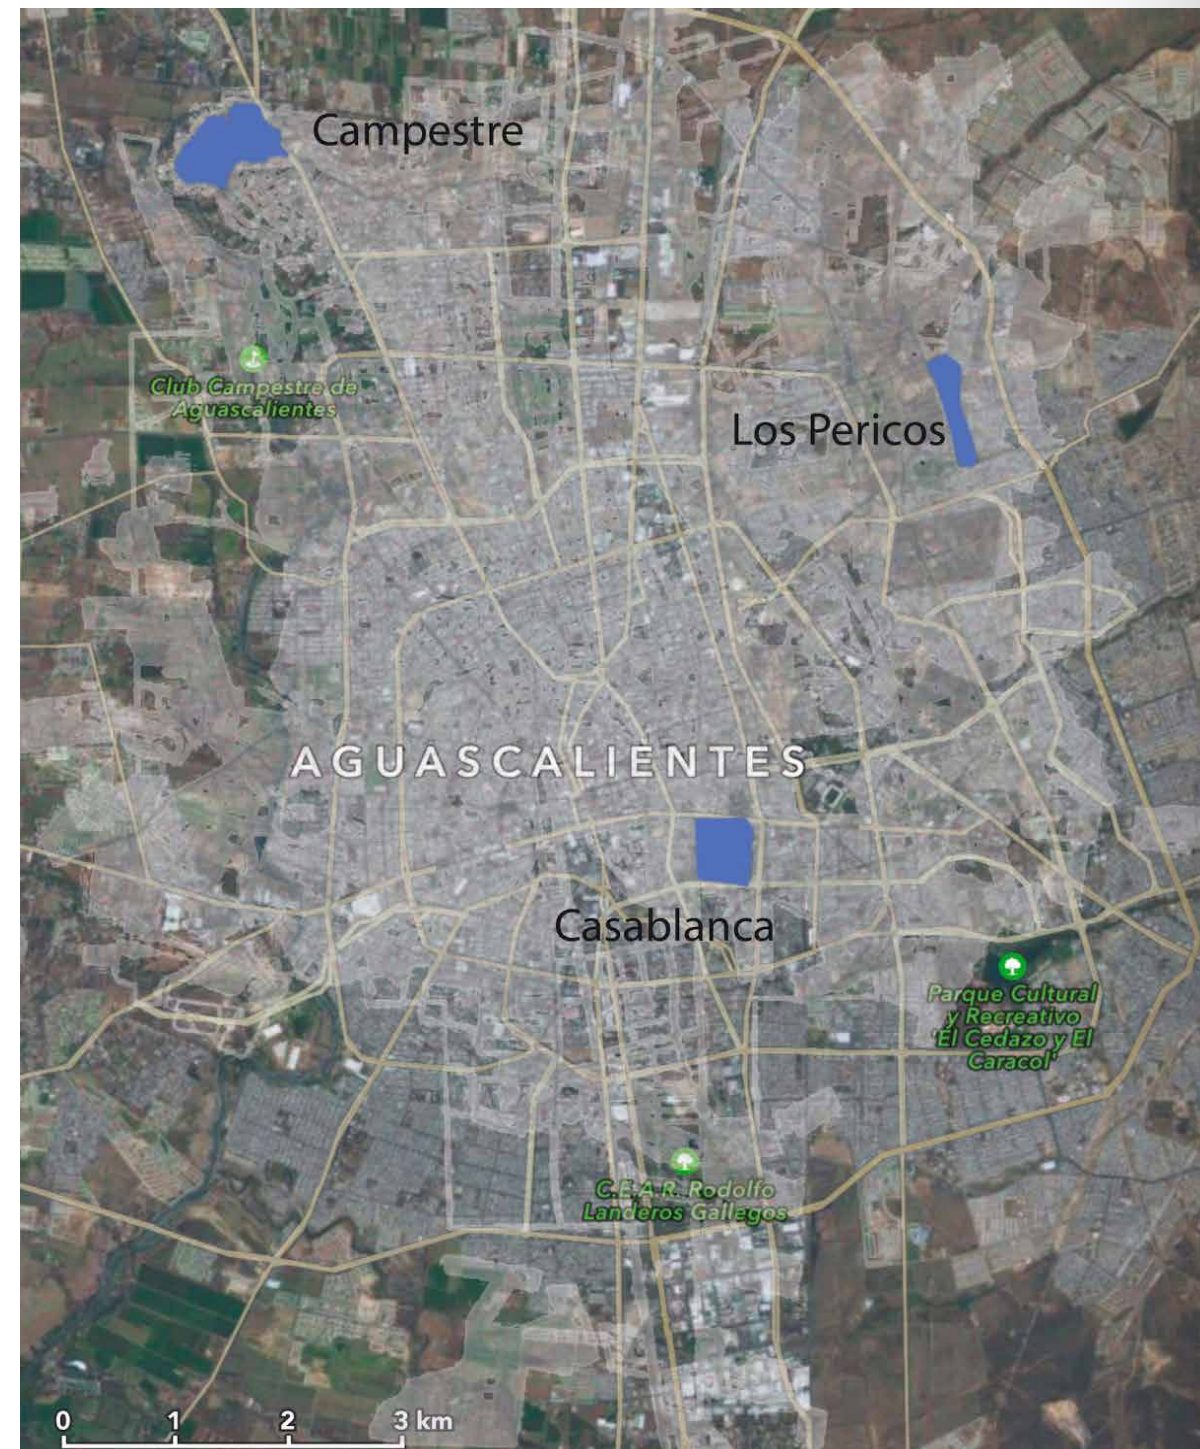 Campestre
Club Campestre de
Aguascalientes
Los Pericos
AGUASCALIENTES
Casablanca
Parque Cultural
y Recreativo
'El Cedazo y El
Caracol'
C.E.A.R. Rodolfo
Landeros Gallegos
0 1 2 3 km